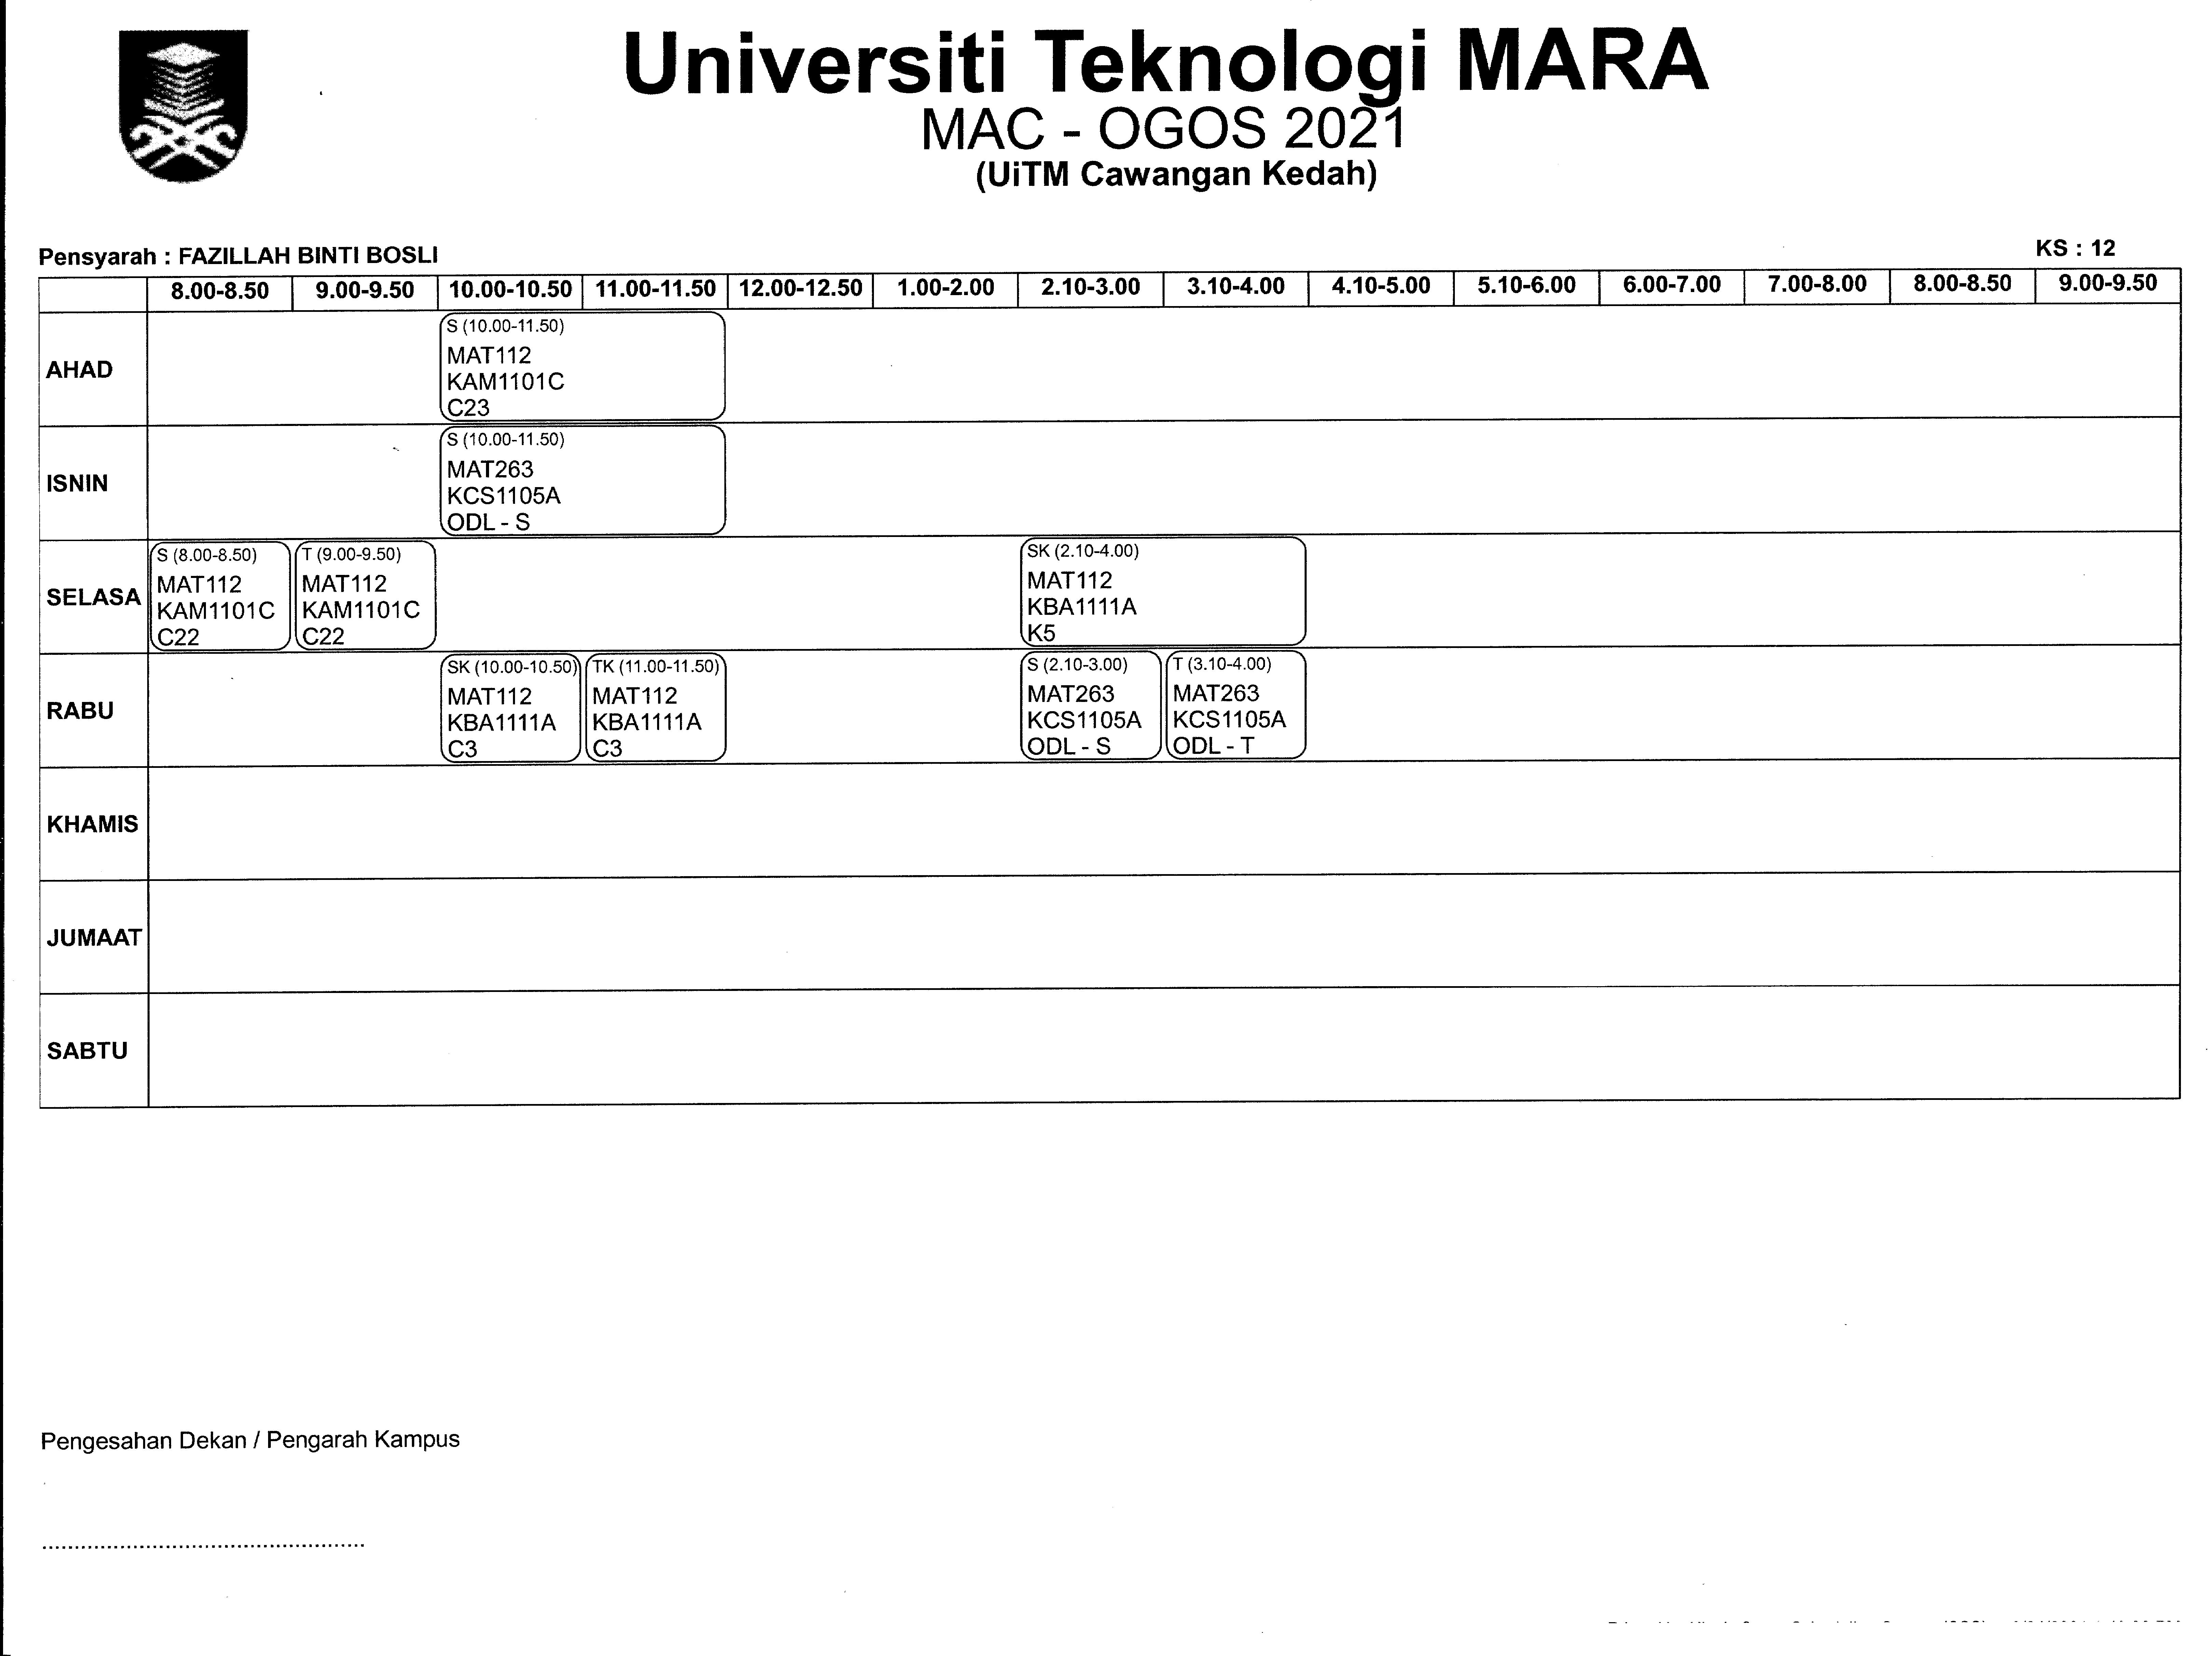 Universiti Teknologi MARA
MAC - OGOS 2021
(UiTM Cawangan Kedah)
Pensyarah : FAZILLAH BINTI BOSLI
KS : 12
8.00-8.50 9.00-9.50 10.00-10.50 11.00-11.50 12.00-12.50 1.00-2.00 2.10-3.00 3.10-4.00 4.10-5.00 5.10-6.00 6.00-7.00 7.00-8.00 8.00-8.50 9.00-9.50
AHAD
S (10.00-11.50)
MAT112
KAM1101C
C23
ISNIN
S (10.00-11.50)
MAT263
KCS1105A
ODL - S
SELASA
S (8.00-8.50)
MAT112
KAM1101C
C22
T (9.00-9.50)
MAT112
KAM1101C
C22
SK (2.10-4.00)
MAT112
KBA1111A
K5
RABU
SK (10.00-10.50)
MAT112
KBA1111A
C3
TK (11.00-11.50)
MAT112
KBA1111A
C3
S (2.10-3.00)
MAT263
KCS1105A
ODL - S
T (3.10-4.00)
MAT263
KCS1105A
ODL - T
KHAMIS
JUMAAT
SABTU
Pengesahan Dekan / Pengarah Kampus